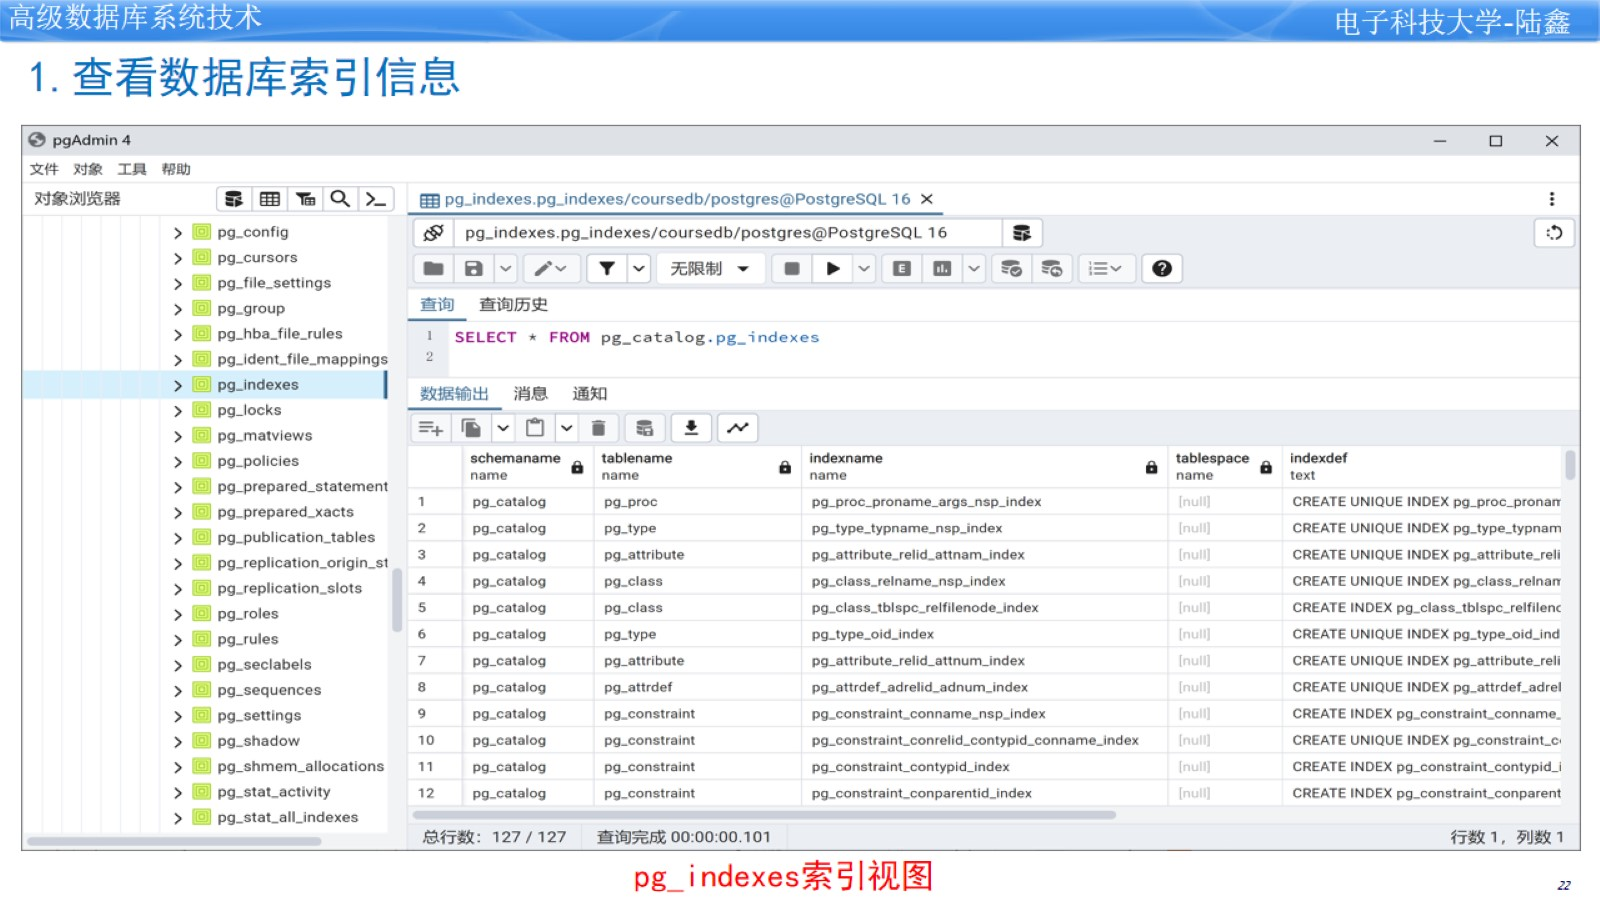 高级数据库系统技术
电子科技大学-陆鑫
1. 查看数据库索引信息
pgAdmin 4
文件 对象 工具 帮助
对象浏览器
pg_config
pg_cursors
pg_file_settings
pg_group
pg_hba_file_rules
pg_ident_file_mappings
pg_indexes
pg_locks
pg_matviews
pg_policies
pg_prepared_statement
pg_prepared_xacts
pg_publication_tables
pg_replication_origin_st
pg_replication_slots
pg_roles
pg_rules
pg_seclabels
pg_sequences
pg_settings
pg_shadow
pg_shmem_allocations
pg_stat_activity
pg_stat_all_indexes
pg_indexes.pg_indexes/coursedb/postgres@PostgreSQL 16
pg_indexes.pg_indexes/coursedb/postgres@PostgreSQL 16
无限制
E
查询 查询历史
1 SELECT * FROM pg_catalog.pg_indexes
2
数据输出 消息 通知
schemaname tablename indexname tablespace indexdef
name name name name text
1 pg_catalog pg_proc pg_proc_proname_args_nsp_index [null] CREATE UNIQUE INDEX pg_proc_pronam
2 pg_catalog pg_type pg_type_typname_nsp_index [null] CREATE UNIQUE INDEX pg_type_typnam
3 pg_catalog pg_attribute pg_attribute_relid_attnam_index [null] CREATE UNIQUE INDEX pg_attribute_reli
4 pg_catalog pg_class pg_class_relname_nsp_index [null] CREATE UNIQUE INDEX pg_class_relnam
5 pg_catalog pg_class pg_class_tblspc_relfilenode_index [null] CREATE INDEX pg_class_tblspc_relfilenc
6 pg_catalog pg_type pg_type_oid_index [null] CREATE UNIQUE INDEX pg_type_oid_ind
7 pg_catalog pg_attribute pg_attribute_relid_attnum_index [null] CREATE UNIQUE INDEX pg_attribute_reli
8 pg_catalog pg_attrdef pg_attrdef_adrelid_adnum_index [null] CREATE UNIQUE INDEX pg_attrdef_adrel
9 pg_catalog pg_constraint pg_constraint_conname_nsp_index [null] CREATE INDEX pg_constraint_conname_
10 pg_catalog pg_constraint pg_constraint_conrelid_contypid_conname_index [null] CREATE UNIQUE INDEX pg_constraint_c
11 pg_catalog pg_constraint pg_constraint_contypid_index [null] CREATE INDEX pg_constraint_contypid_i
12 pg_catalog pg_constraint pg_constraint_conparentid_index [null] CREATE INDEX pg_constraint_conparent
总行数：127 / 127 查询完成 00:00:00.101 行数 1，列数 1
pg_indexes索引视图
22